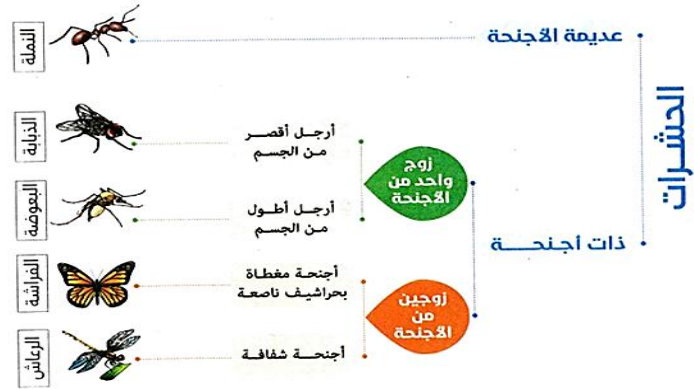 الحشرات
عديمة الأجنحة
النملة
ذات أجنحة
زوج
واحد من
الأجنحة
أرجل أقصر
من الجسم
الذبابة
أرجل أطول
من الجسم
البعوضة
زوجين
من
الأجنحة
أجنحة مغطاة
بحراشيف ناصعة
الفراشة
أجنحة شفافة
الرعاش